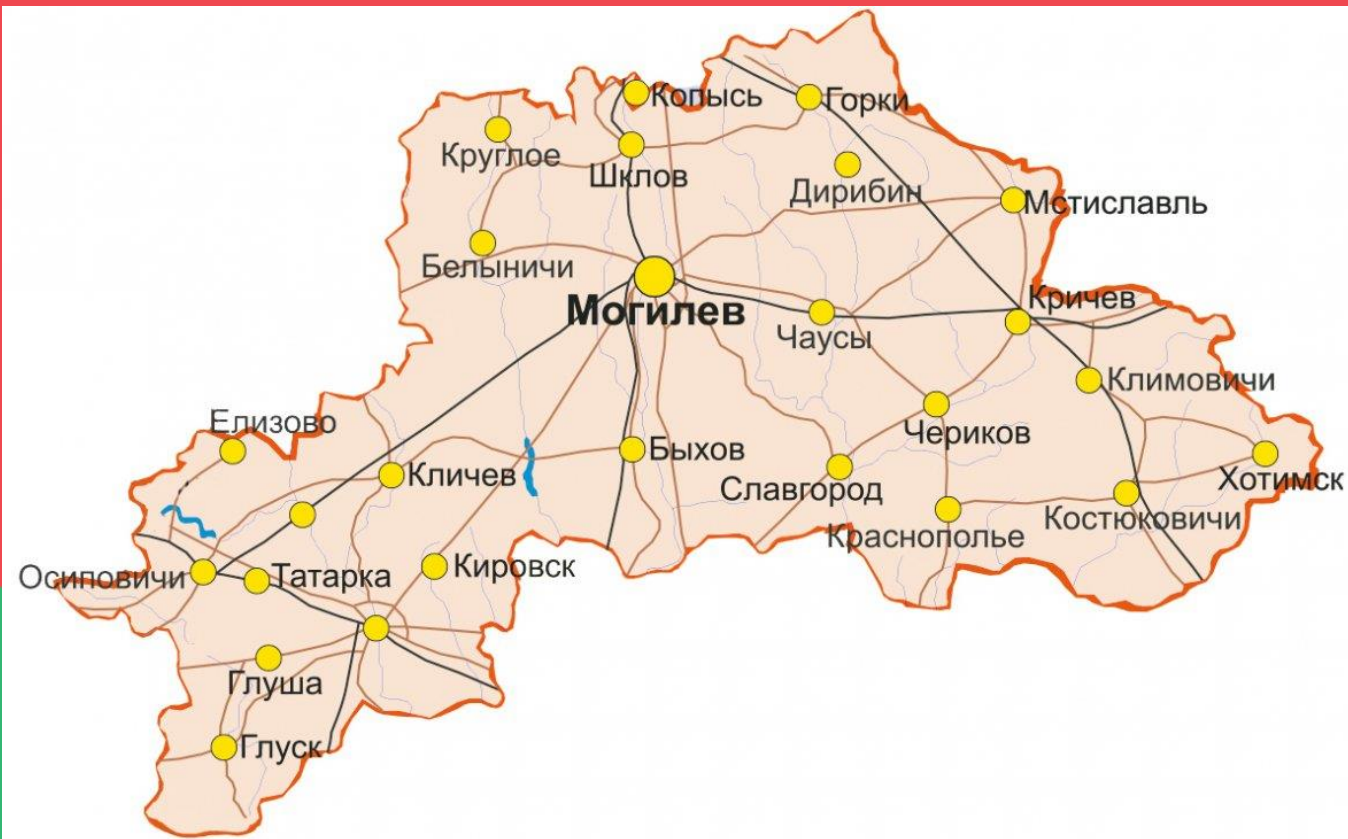 Копысь
Горки
Круглое
Шклов
Дирибин
Мстиславль
Белыничи
Могилев
Кричев
Чаусы
Климовичи
Елизово
Чериков
Быхов
Кличев
Хотимск
Славгород
Костюковичи
Краснополье
Кировск
Осиповичи
Татарка
Глуша
Глуск